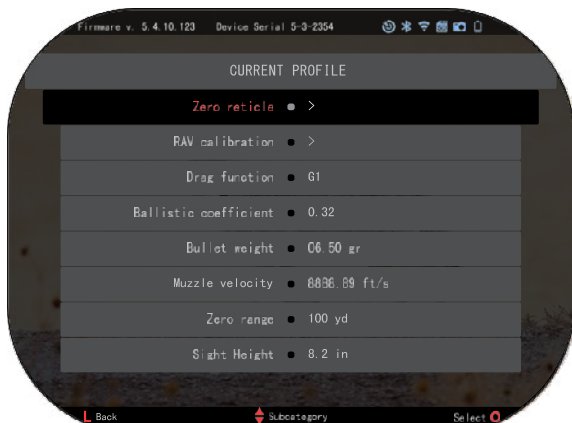 Firmware v. 5.4.10.123 Device Serial 5-3-2354
CURRENT PROFILE
Zero reticle >
RAV calibration >
Drag function G1
Ballistic coefficient 0.32
Bullet weight 06.50 gr
Muzzle velocity ft/s
Zero range 100 yd
Sight Height 8.2 in
L Back Subcategory Select